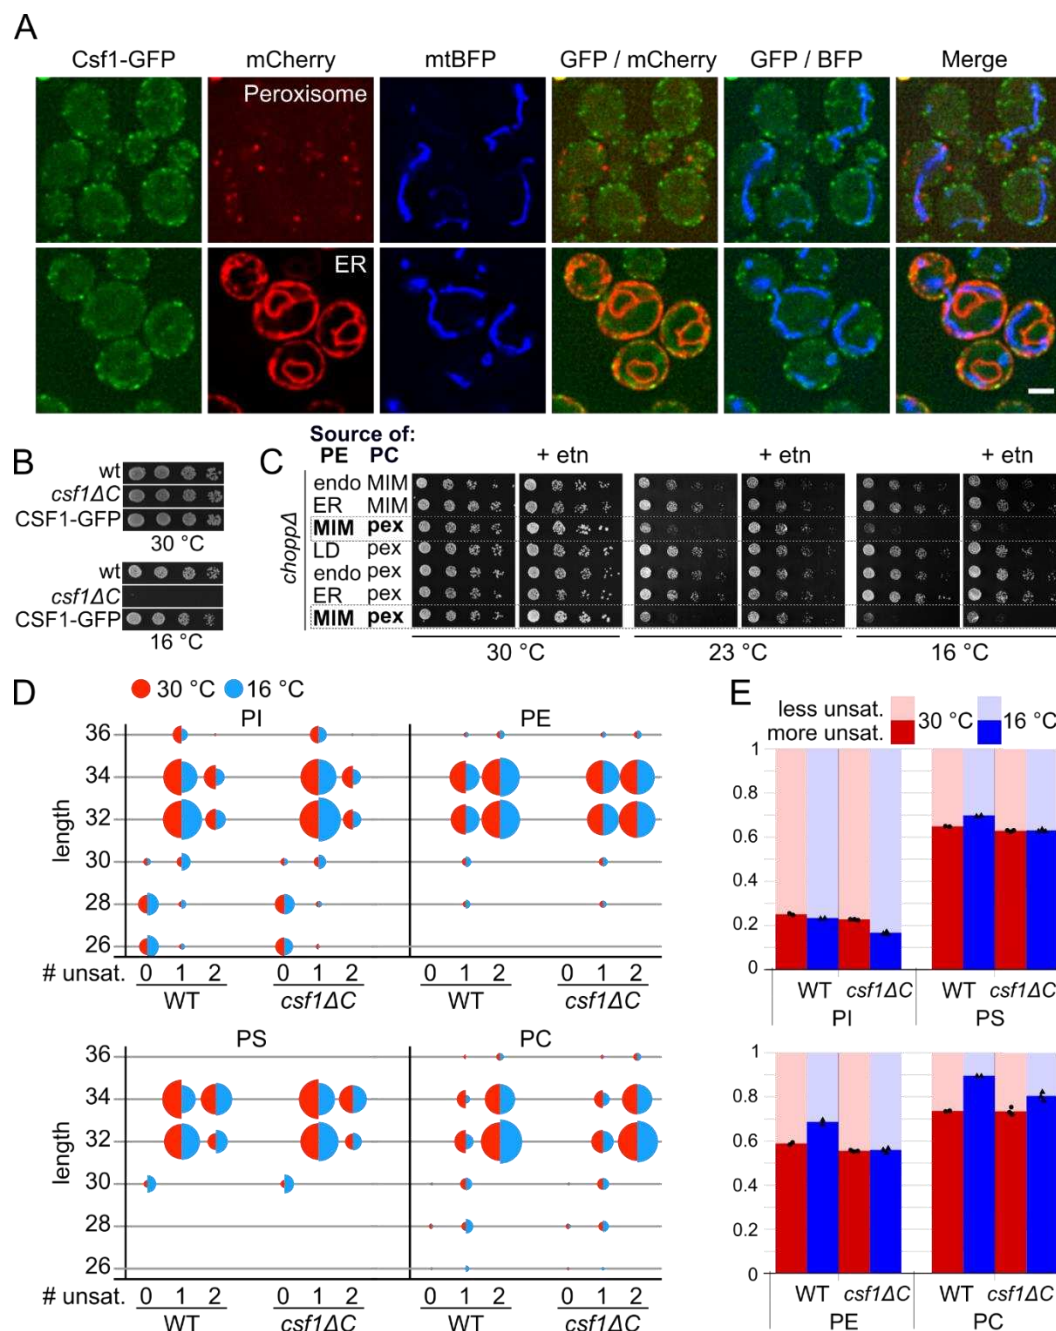 A
Csf1-GFP mCherry mtBFP GFP / mCherry GFP / BFP Merge
Peroxisome
ER
B
wt
csf1ΔC
CSF1-GFP
30 °C
wt
csf1ΔC
CSF1-GFP
16 °C
C
Source of:
PE PC
+ etn + etn + etn
choppΔ
endo MIM
ER MIM
MIM pex
LD pex
endo pex
ER pex
MIM pex
30 °C 23 °C 16 °C
D
30 °C 16 °C
PI PE
length
36
34
32
30
28
26
# unsat. 0 1 2 0 1 2 0 1 2 0 1 2
WT csf1ΔC WT csf1ΔC
PS PC
length
36
34
32
30
28
26
# unsat. 0 1 2 0 1 2 0 1 2 0 1 2
WT csf1ΔC WT csf1ΔC
E
less unsat.
more unsat.
30 °C 16 °C
1
0.8
0.6
0.4
0.2
0
WT csf1ΔC WT csf1ΔC
PI PS
1
0.8
0.6
0.4
0.2
0
WT csf1ΔC WT csf1ΔC
PE PC